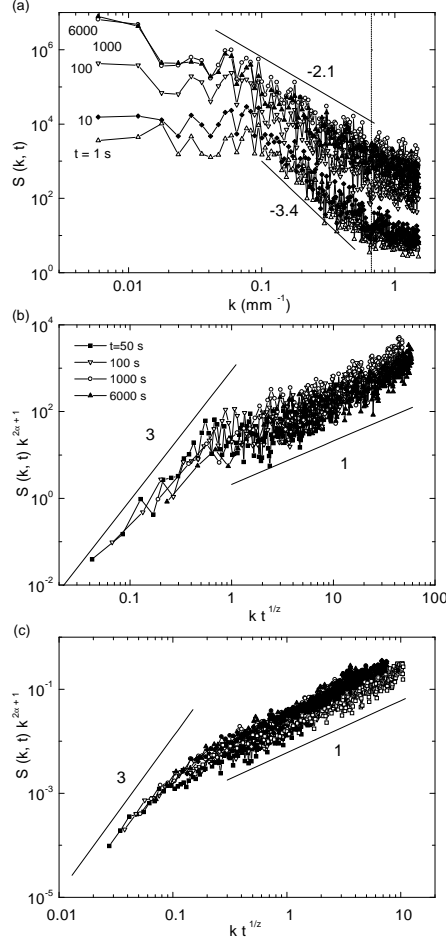 (a)
10^6
10^4
10^2
10^0
S (k, t)
6000
1000
100
10
t = 1 s
-2.1
-3.4
0.01
0.1
1
k (mm^-1)
(b)
10^4
10^2
10^0
10^-2
S (k, t) k^2α+1
t=50 s
100 s
1000 s
6000 s
3
1
0.1
1
10
100
k t^1/z
(c)
10^-1
10^-3
10^-5
S (k, t) k^2α+1
3
1
0.01
0.1
1
10
k t^1/z